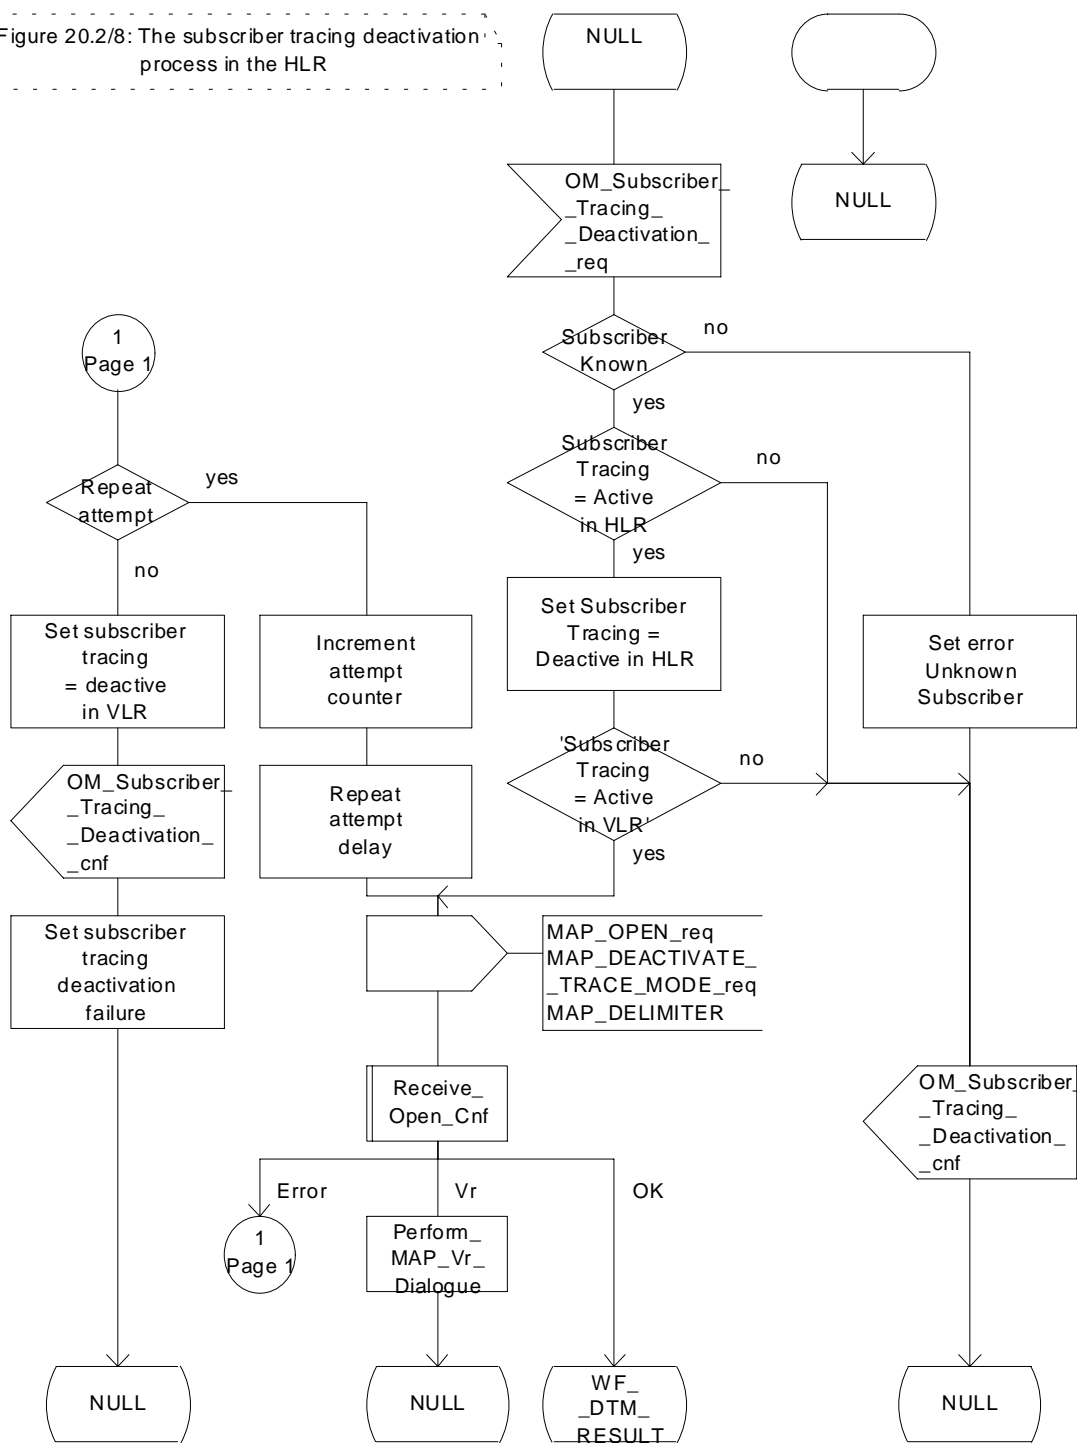 Figure 20.2/8: The subscriber tracing deactivation
process in the HLR
NULL
NULL
OM_Subscriber_
_Tracing_
_Deactivation_
_req
1
Page 1
Subscriber
Known
no
yes
Subscriber
Tracing
= Active
in HLR
no
yes
Repeat
attempt
yes
no
Set Subscriber
Tracing =
Deactive in HLR
Set subscriber
tracing
= deactive
in VLR
Increment
attempt
counter
Set error
Unknown
Subscriber
'Subscriber
Tracing
= Active
in VLR'
no
yes
OM_Subscriber_
_Tracing_
_Deactivation_
_cnf
Repeat
attempt
delay
Set subscriber
tracing
deactivation
failure
MAP_OPEN_req
MAP_DEACTIVATE_
_TRACE_MODE_req
MAP_DELIMITER
Receive_
Open_Cnf
OM_Subscriber_
_Tracing_
_Deactivation_
_cnf
Error
Vr
OK
1
Page 1
Perform_
MAP_Vr_
Dialogue
NULL
NULL
WF_
_DTM_
RESULT
NULL